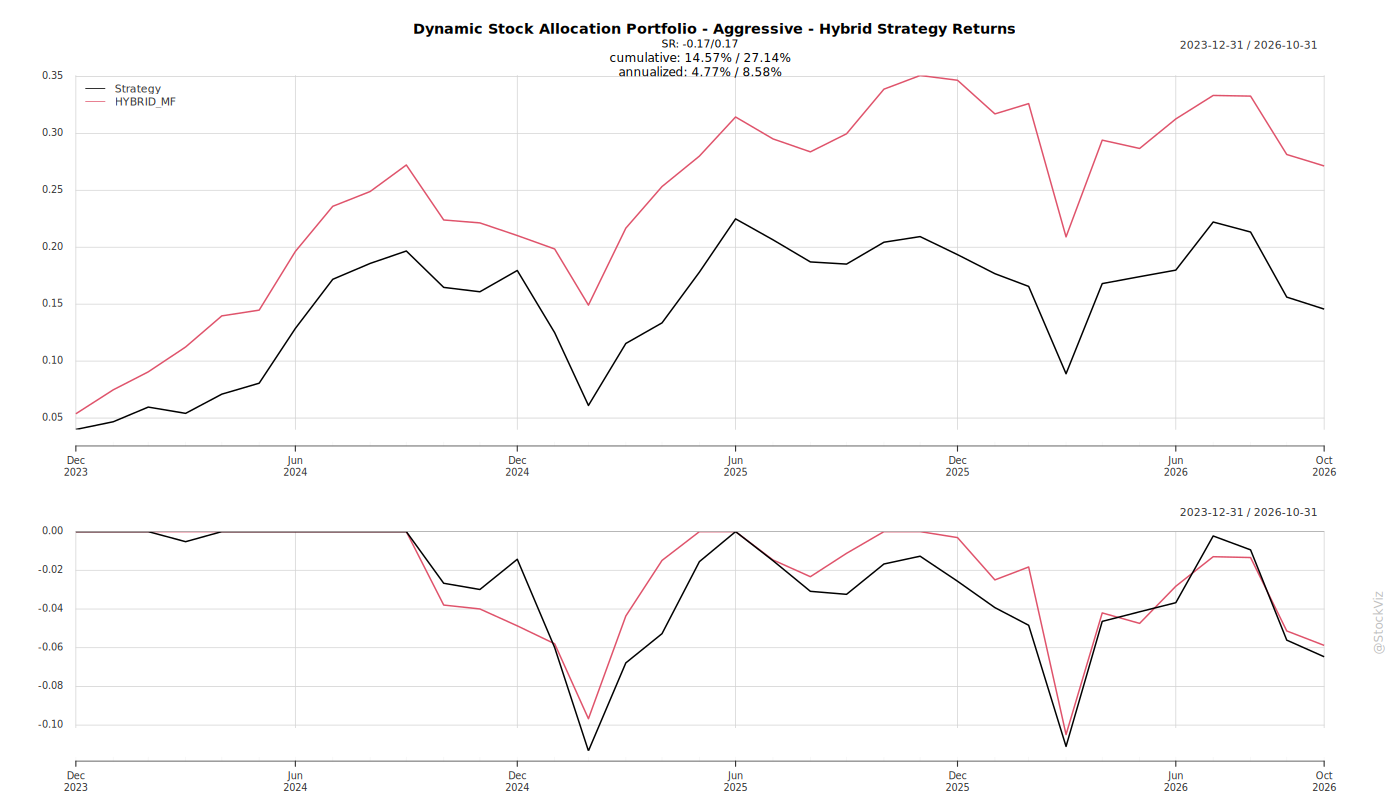 Dynamic Stock Allocation Portfolio - Aggressive - Hybrid Strategy Returns
SR: -0.17/0.17
cumulative: 14.57% / 27.14%
annualized: 4.77% / 8.58%
2023-12-31 / 2026-10-31
Strategy
HYBRID_MF
0.35
0.30
0.25
0.20
0.15
0.10
0.05
Dec
2023
Jun
2024
Dec
2024
Jun
2025
Dec
2025
Jun
2026
Oct
2026
2023-12-31 / 2026-10-31
0.00
-0.02
-0.04
-0.06
-0.08
-0.10
Dec
2023
Jun
2024
Dec
2024
Jun
2025
Dec
2025
Jun
2026
Oct
2026
@StockViz